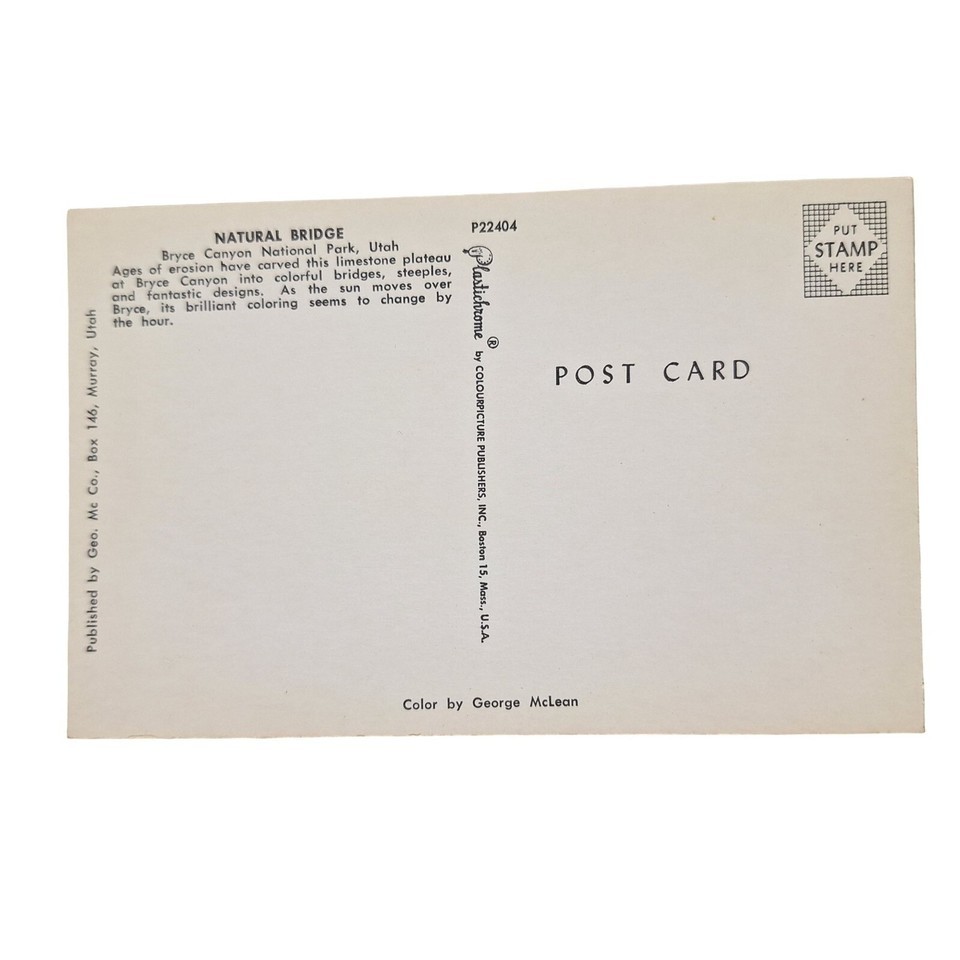 NATURAL BRIDGE
Bryce Canyon National Park, Utah
Ages of erosion have carved this limestone plateau
at Bryce Canyon into colorful bridges, steeples,
and fantastic designs. As the sun moves over
Bryce, its brilliant coloring seems to change by
the hour.
Published by Geo. Mc Co., Box 146, Murray, Utah
P22404
Plastichrome® by COLOURPICTURE PUBLISHERS, INC., Boston 15, Mass., U.S.A.
PUT
STAMP
HERE
POST CARD
Color by George McLean